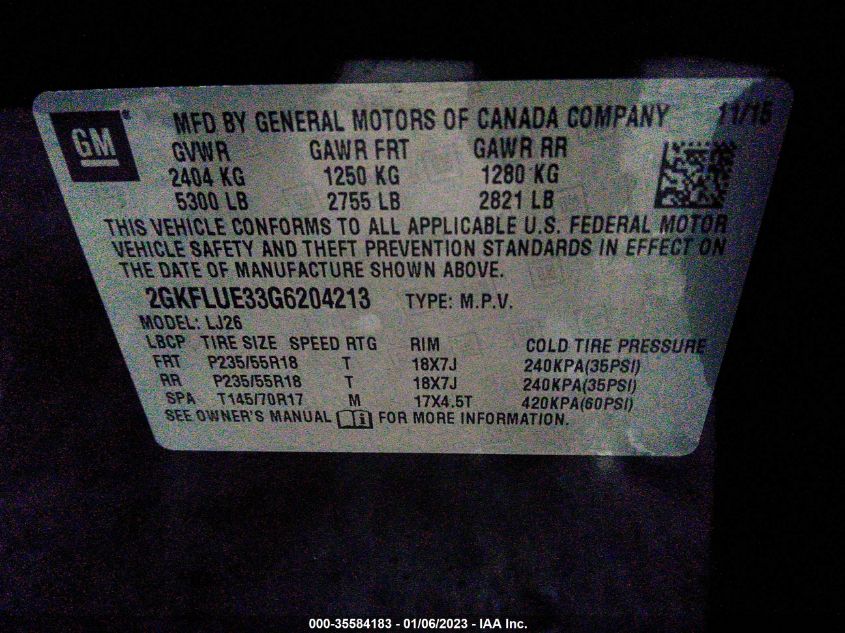 GM ® MFD BY GENERAL MOTORS OF CANADA COMPANY 11/15
GVWR GAWR FRT GAWR RR
2404 KG 1250 KG 1280 KG
5300 LB 2755 LB 2821 LB
THIS VEHICLE CONFORMS TO ALL APPLICABLE U.S. FEDERAL MOTOR
VEHICLE SAFETY AND THEFT PREVENTION STANDARDS IN EFFECT ON
THE DATE OF MANUFACTURE SHOWN ABOVE.
2GKFLUE33G6204213 TYPE: M.P.V.
MODEL: LJ26
LBCP TIRE SIZE SPEED RTG RIM COLD TIRE PRESSURE
FRT P235/55R18 T 18X7J 240KPA(35PSI)
RR P235/55R18 T 18X7J 240KPA(35PSI)
SPA T145/70R17 M 17X4.5T 420KPA(60PSI)
SEE OWNER'S MANUAL FOR MORE INFORMATION.
000-35584183 - 01/06/2023 - IAA Inc.